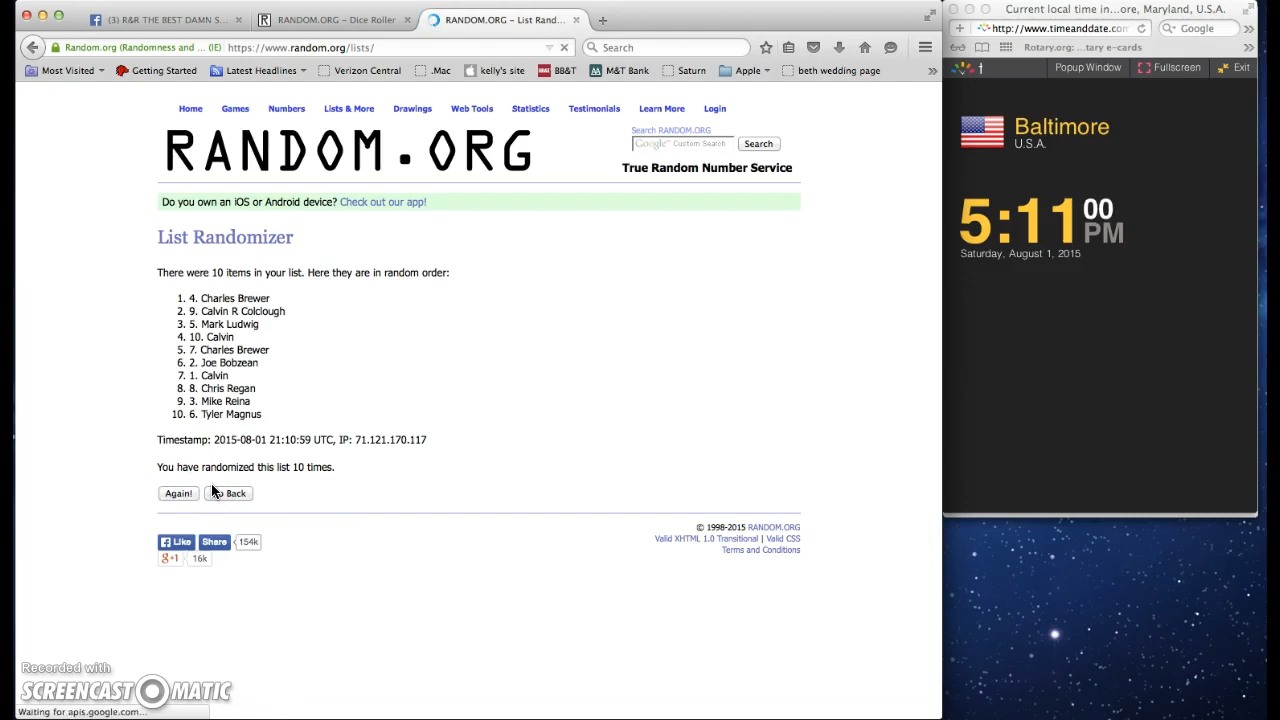 (3) R&R THE BEST DAMN S...
RANDOM.ORG - Dice Roller
RANDOM.ORG - List Rand...
Random.org (Randomness and ... (IE)
https://www.random.org/lists/
Search
Most Visited
Getting Started
Latest Headlines
.Mac
Verizon Central
kelly's site
BB&T
M&T Bank
Saturn
Apple
beth wedding page
Home
Games
Numbers
Lists & More
Drawings
Web Tools
Statistics
Testimonials
Learn More
Login
RANDOM.ORG
Search RANDOM.ORG
Google Custom Search
Search
True Random Number Service
Do you own an iOS or Android device? Check out our app!
List Randomizer
There were 10 items in your list. Here they are in random order:
1. 4. Charles Brewer
2. 9. Calvin R Colclough
3. 5. Mark Ludwig
4. 10. Calvin
5. 7. Charles Brewer
6. 2. Joe Bobzean
7. 1. Calvin
8. 8. Chris Regan
9. 3. Mike Reina
10. 6. Tyler Magnus
Timestamp: 2015-08-01 21:10:59 UTC, IP: 71.121.170.117
You have randomized this list 10 times.
Again!
Back
© 1998-2015 RANDOM.ORG
Valid XHTML 1.0 Transitional | Valid CSS
Terms and Conditions
Like
Share
154k
g+1
16k
Recorded with
SCREENCAST MATIC
Waiting for apis.google.com...
Current local time in...ore, Maryland, U.S.A.
http://www.timeanddate.com
Google
Rotary.org: ...tary e-cards
Popup Window
Fullscreen
Exit
Baltimore
U.S.A.
5:11 00 PM
Saturday, August 1, 2015